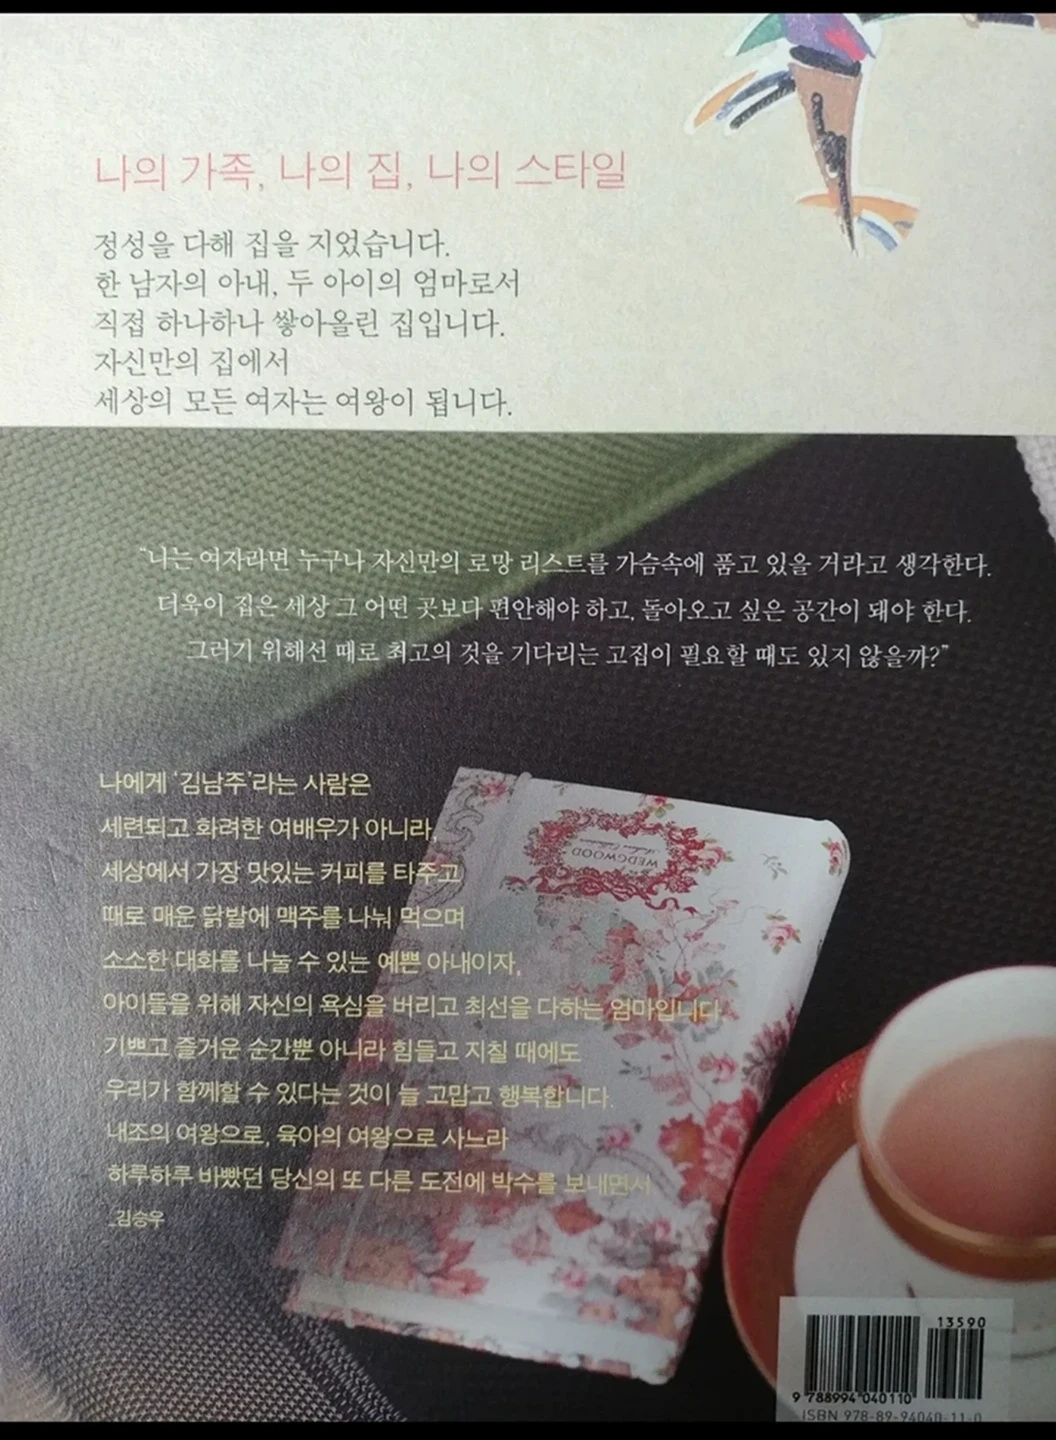 나의 가족, 나의 집, 나의 스타일
정성을 다해 집을 지었습니다.
한 남자의 아내, 두 아이의 엄마로서
직접 하나하나 쌓아올린 집입니다.
자신만의 집에서
세상의 모든 여자는 여왕이 됩니다.
“나는 여자라면 누구나 자신만의 로망 리스트를 가슴속에 품고 있을 거라고 생각한다.
더욱이 집은 세상 그 어떤 곳보다 편안해야 하고, 돌아오고 싶은 공간이 돼야 한다.
그러기 위해선 때로 최고의 것을 기다리는 고집이 필요할 때도 있지 않을까?”
나에게 ‘김남주’라는 사람은
세련되고 화려한 여배우가 아니라,
세상에서 가장 맛있는 커피를 타주고
때로 매운 닭발에 맥주를 나눠 먹으며
소소한 대화를 나눌 수 있는 예쁜 아내이자,
아이들을 위해 자신의 욕심을 버리고 최선을 다하는 엄마입니다.
기쁘고 즐거운 순간뿐 아니라 힘들고 지칠 때에도
우리가 함께할 수 있다는 것이 늘 고맙고 행복합니다.
내조의 여왕으로, 육아의 여왕으로 사느라
하루하루 바빴던 당신의 또 다른 도전에 박수를 보내면서
_김승우
WEDGWOOD
13590
9 788994 040110
ISBN 978-89-94040-11-0